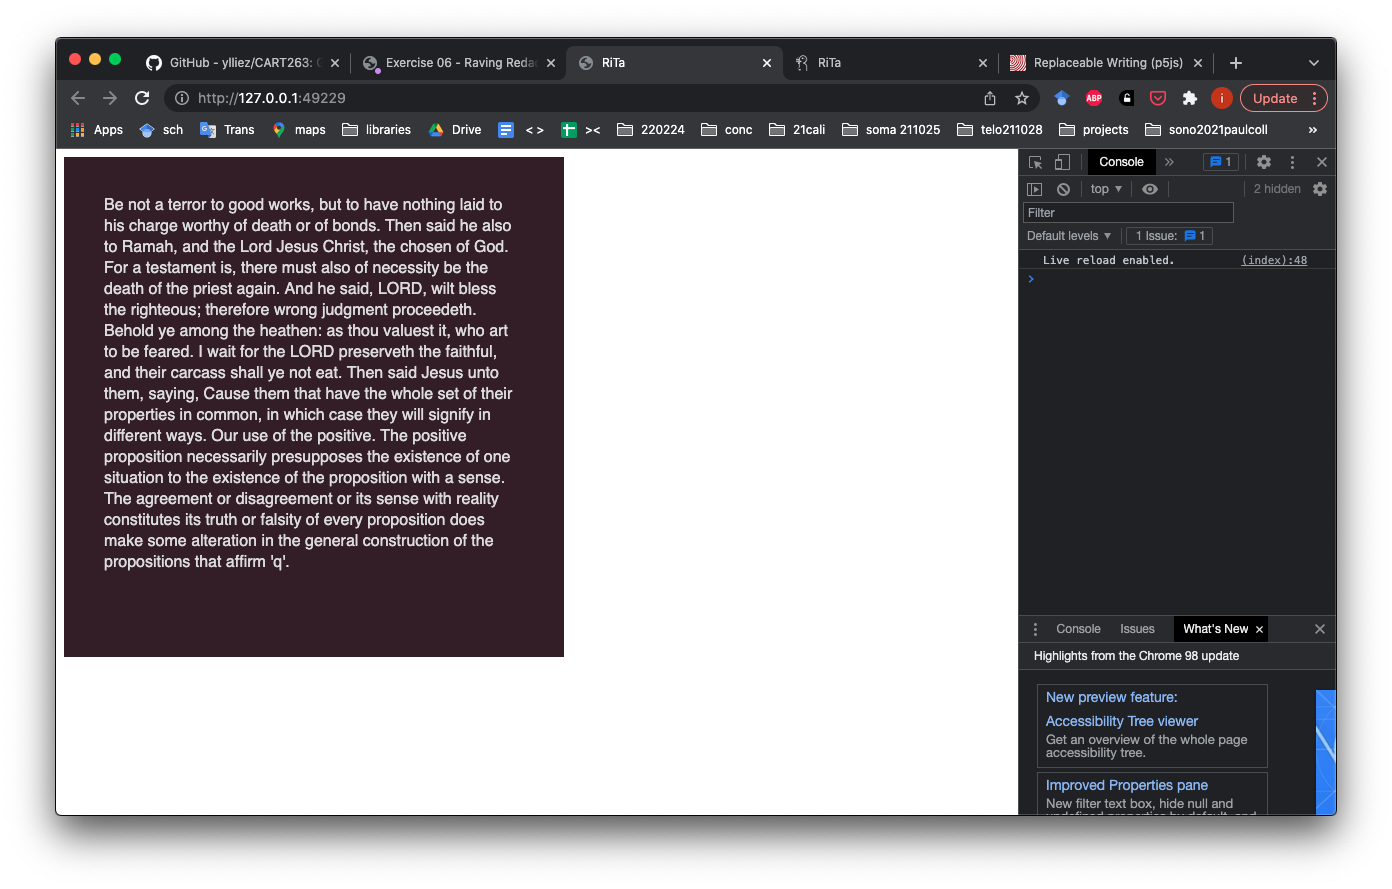 GitHub - ylliez/CART263:
Exercise 06 - Raving Redac
RiTa
RiTa
Replaceable Writing (p5js)
http://127.0.0.1:49229
ABP
i
Update
Apps
sch
Trans
maps
libraries
Drive
< >
><
220224
conc
21cali
soma 211025
telo211028
projects
sono2021paulcoll
»
Be not a terror to good works, but to have nothing laid to
his charge worthy of death or of bonds. Then said he also
to Ramah, and the Lord Jesus Christ, the chosen of God.
For a testament is, there must also of necessity be the
death of the priest again. And he said, LORD, wilt bless
the righteous; therefore wrong judgment proceedeth.
Behold ye among the heathen: as thou valuest it, who art
to be feared. I wait for the LORD preserveth the faithful,
and their carcass shall ye not eat. Then said Jesus unto
them, saying, Cause them that have the whole set of their
properties in common, in which case they will signify in
different ways. Our use of the positive. The positive
proposition necessarily presupposes the existence of one
situation to the existence of the proposition with a sense.
The agreement or disagreement or its sense with reality
constitutes its truth or falsity of every proposition does
make some alteration in the general construction of the
propositions that affirm 'q'.
Console
»
1
top
2 hidden
Filter
Default levels
1 Issue: 1
Live reload enabled. (index):48
Console
Issues
What's New
Highlights from the Chrome 98 update
New preview feature:
Accessibility Tree viewer
Get an overview of the whole page
accessibility tree.
Improved Properties pane
New filter text box, hide null and
undefined properties by default, and